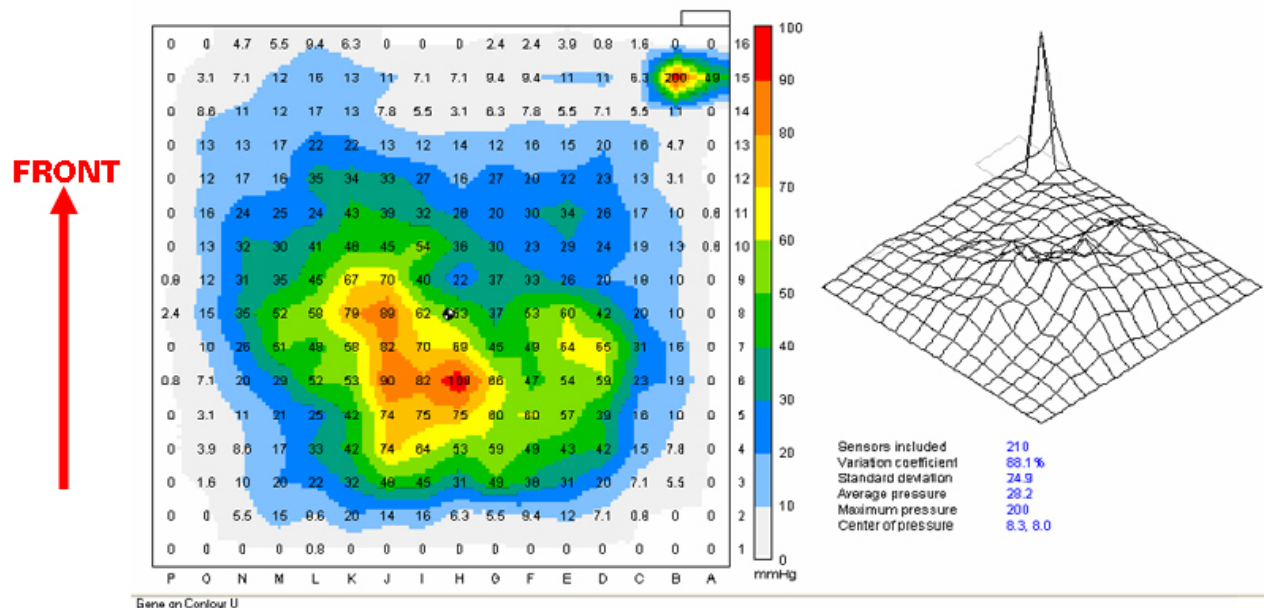 FRONT
0 0 4.7 5.5 9.4 6.3 0 0 0 2.4 2.4 3.9 0.8 1.6 0 0 16
0 3.1 7.1 12 16 13 11 7.1 7.1 9.4 9.4 11 11 6.3 200 49 15
0 8.6 11 12 17 13 7.8 5.5 3.1 6.3 7.8 5.5 7.1 5.5 11 0 14
0 13 13 17 22 22 13 12 14 12 16 15 20 16 4.7 0 13
0 12 17 16 35 34 33 27 16 27 20 22 23 13 3.1 0 12
0 16 24 25 24 43 39 32 28 20 30 34 26 17 10 0.8 11
0 13 32 30 41 48 45 54 36 30 23 29 24 19 13 0.8 10
0.8 12 31 35 45 67 70 40 22 37 33 26 20 18 10 0 9
2.4 15 35 52 58 79 89 62 53 37 53 60 42 20 10 0 8
0 10 26 51 48 58 82 70 69 45 49 64 65 31 16 0 7
0.8 7.1 20 29 52 53 90 82 66 47 54 59 23 19 0 6
0 3.1 11 21 25 42 74 75 75 60 60 57 39 16 10 0 5
0 3.9 8.6 17 33 42 74 64 53 59 49 43 42 15 7.8 0 4
0 1.6 10 20 22 32 48 45 31 49 38 31 20 7.1 5.5 0 3
0 0 5.5 15 8.6 20 14 16 6.3 5.5 9.4 12 7.1 0.8 0 0 2
0 0 0 0 0.8 0 0 0 0 0 0 0 0 0 0 0 1
P O N M L K J I H G F E D C B A
100
90
80
70
60
50
40
30
20
10
0
mmHg
Sensors included 210
Variation coefficient 88.1%
Standard deviation 24.9
Average pressure 28.2
Maximum pressure 200
Center of pressure 8.3, 8.0
Contour U